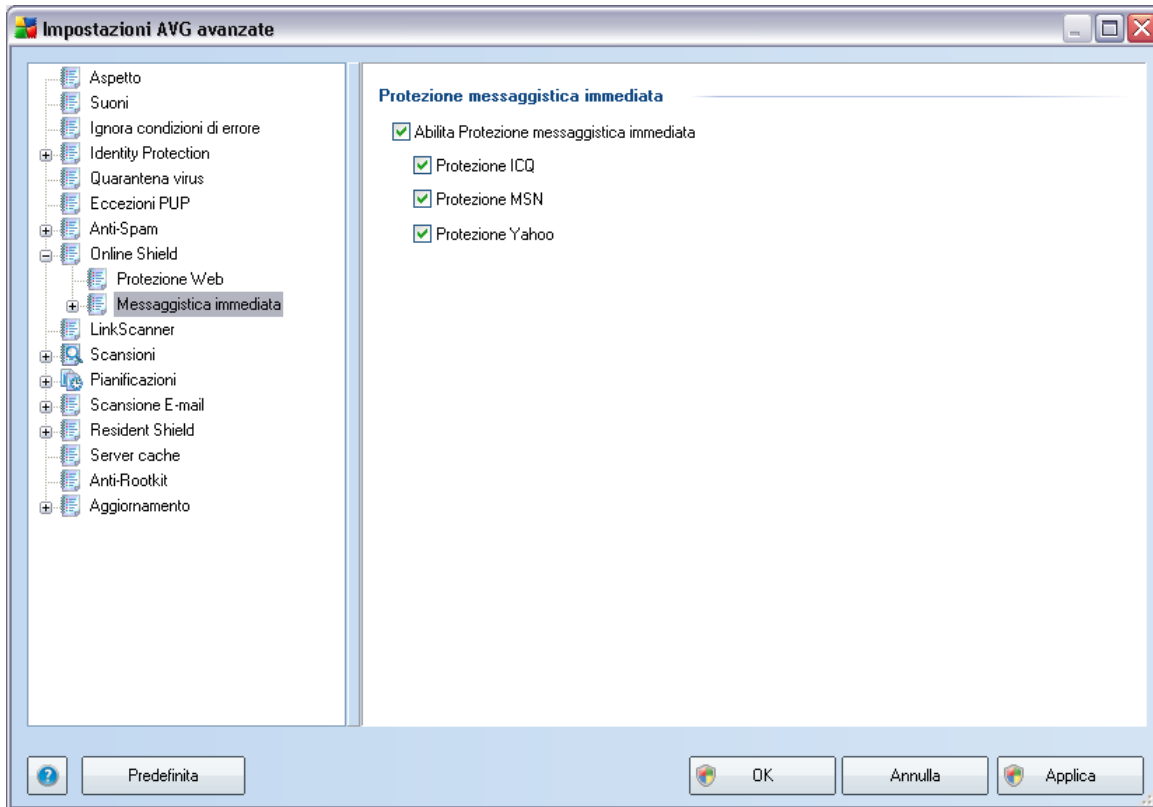 Impostazioni AVG avanzate
Aspetto
Suoni
Ignora condizioni di errore
Identity Protection
Quarantena virus
Eccezioni PUP
Anti-Spam
Online Shield
Protezione Web
Messaggistica immediata
LinkScanner
Scansioni
Pianificazioni
Scansione E-mail
Resident Shield
Server cache
Anti-Rootkit
Aggiornamento
Protezione messaggistica immediata
Abilita Protezione messaggistica immediata
Protezione ICQ
Protezione MSN
Protezione Yahoo
Predefinita
OK
Annulla
Applica